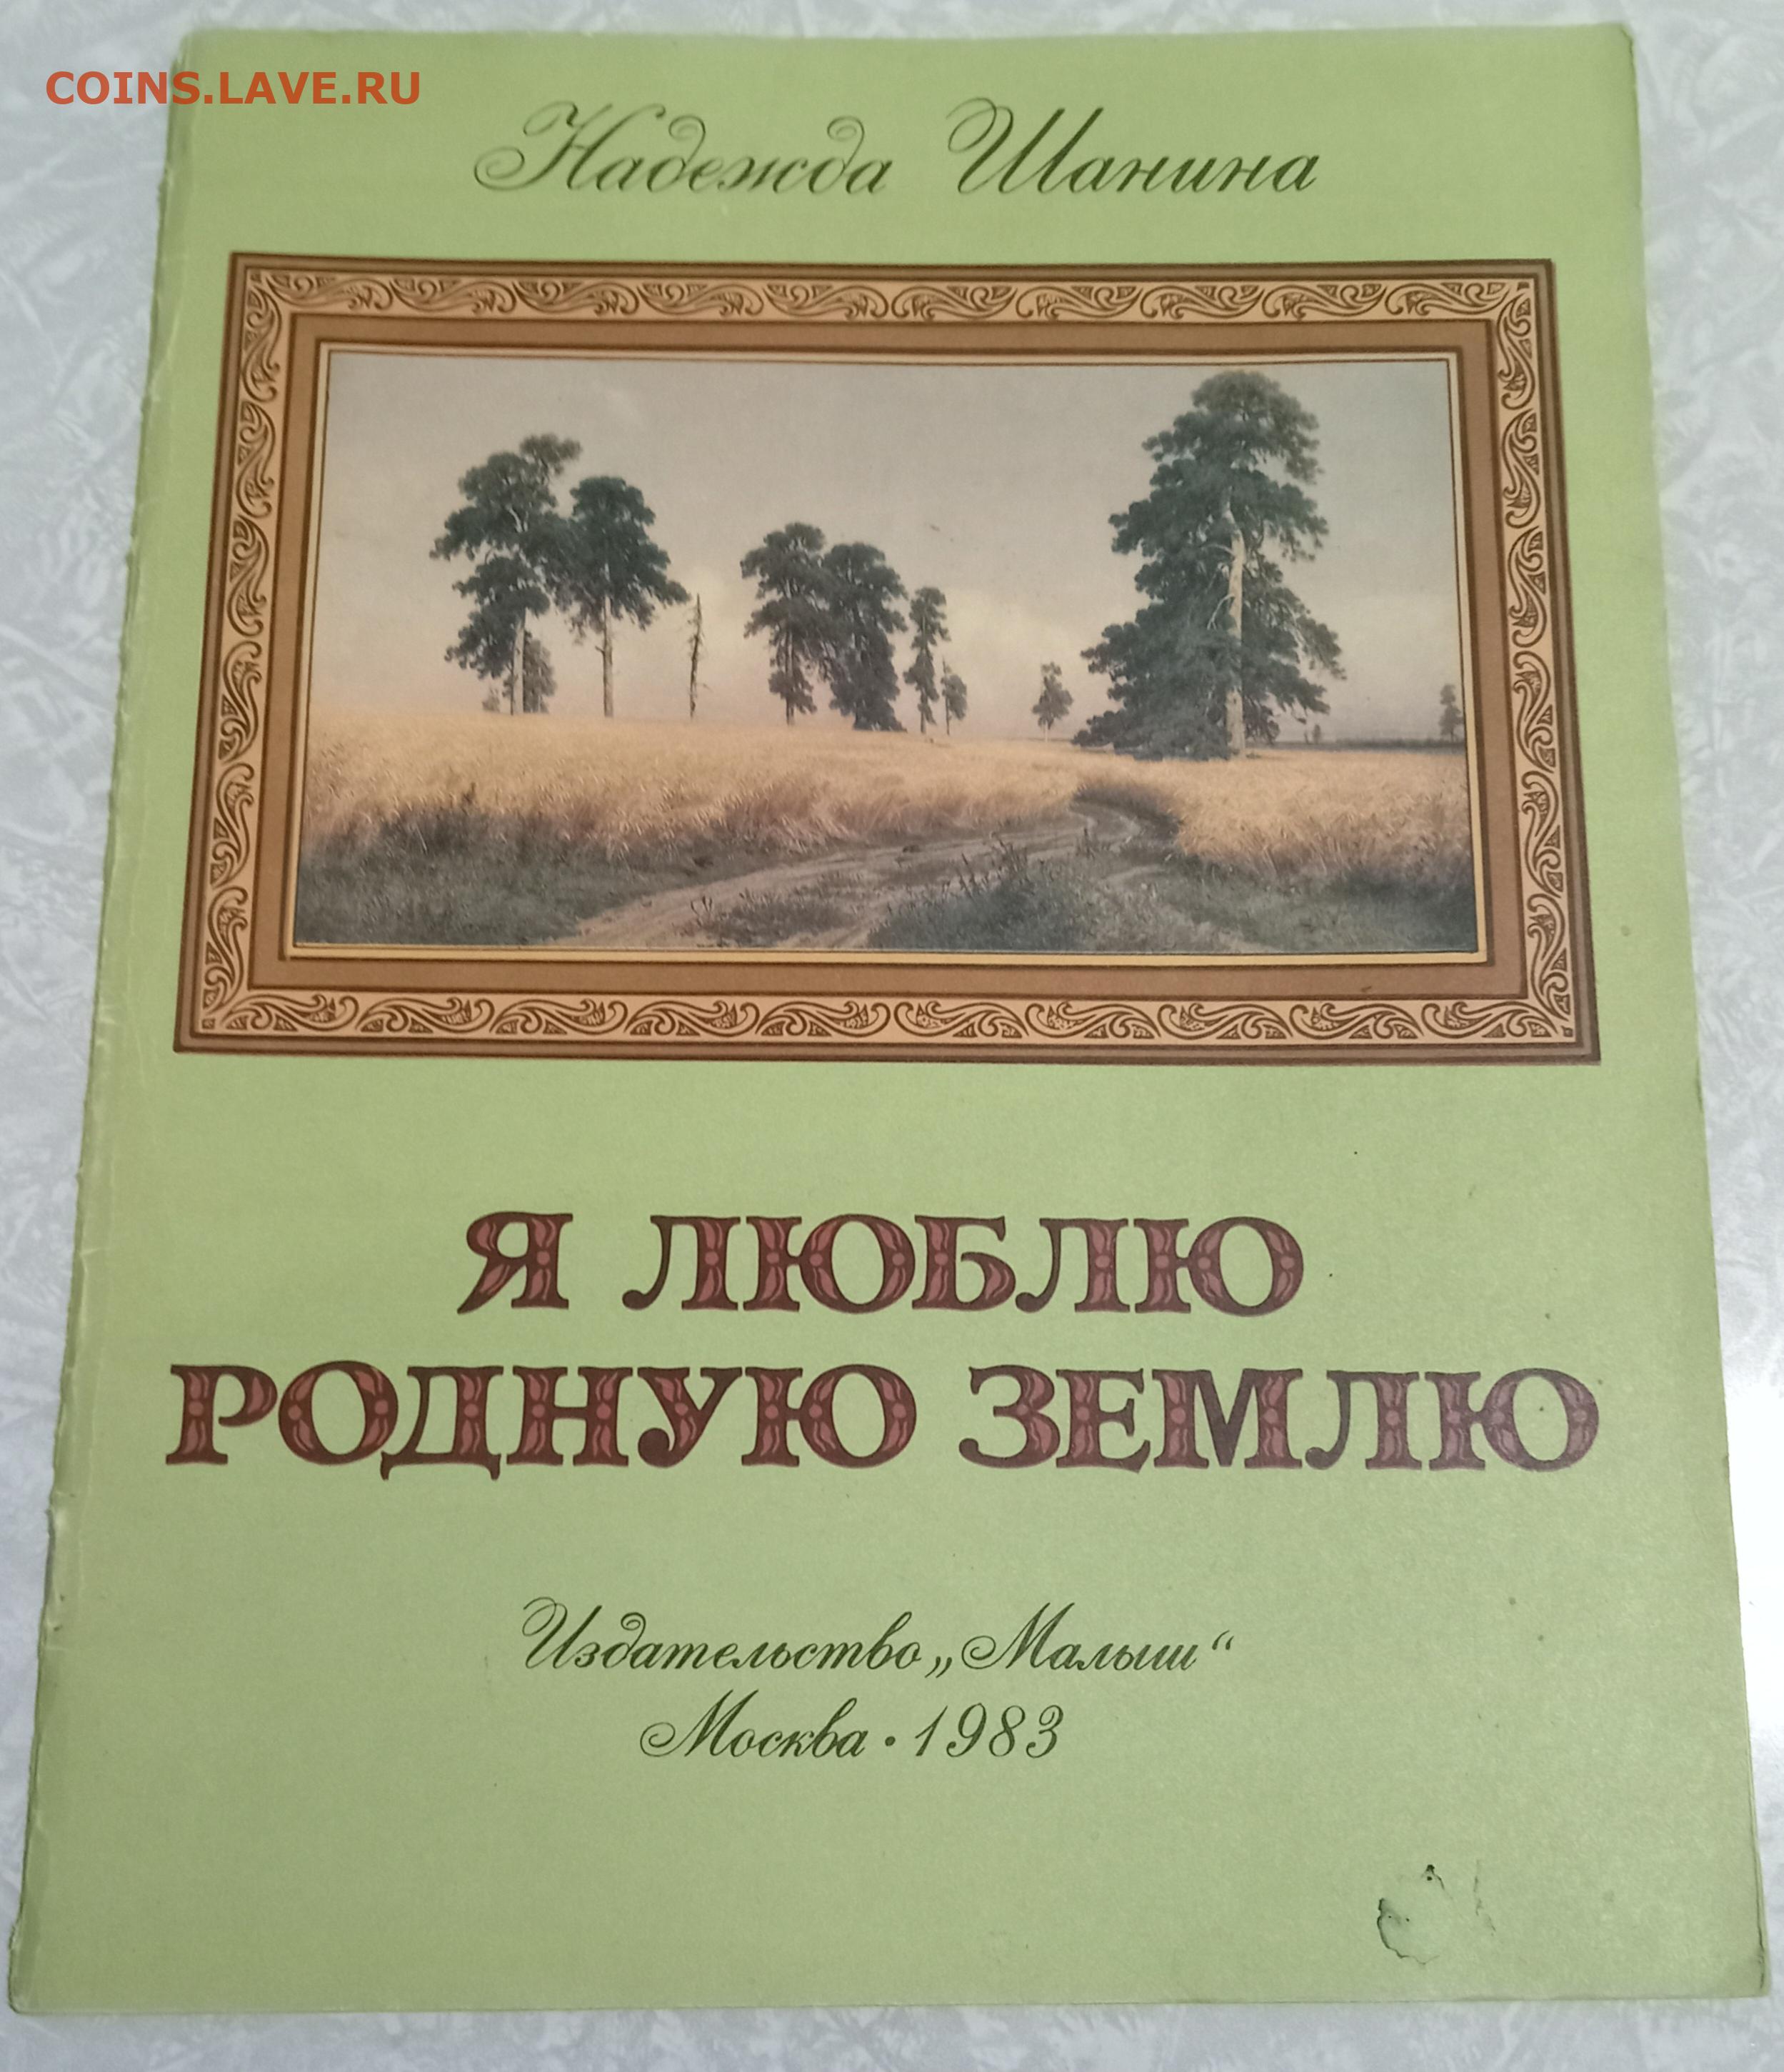 COINS.LAVE.RU
Надежда Шанина
Я ЛЮБЛЮ
РОДНУЮ ЗЕМЛЮ
Издательство „Малыш“
Москва · 1983